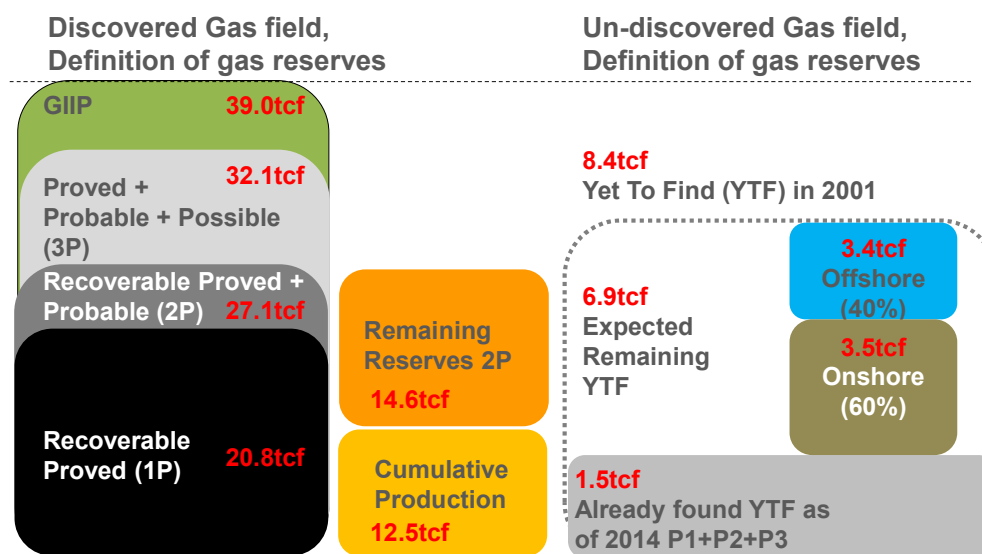 Discovered Gas field,
Definition of gas reserves
GIIP 39.0tcf
32.1tcf
Proved +
Probable + Possible
(3P)
Recoverable Proved +
Probable (2P) 27.1tcf
Recoverable
Proved (1P) 20.8tcf
Remaining
Reserves 2P
14.6tcf
Cumulative
Production
12.5tcf
Un-discovered Gas field,
Definition of gas reserves
8.4tcf
Yet To Find (YTF) in 2001
6.9tcf
Expected
Remaining
YTF
3.4tcf
Offshore
(40%)
3.5tcf
Onshore
(60%)
1.5tcf
Already found YTF as
of 2014 P1+P2+P3